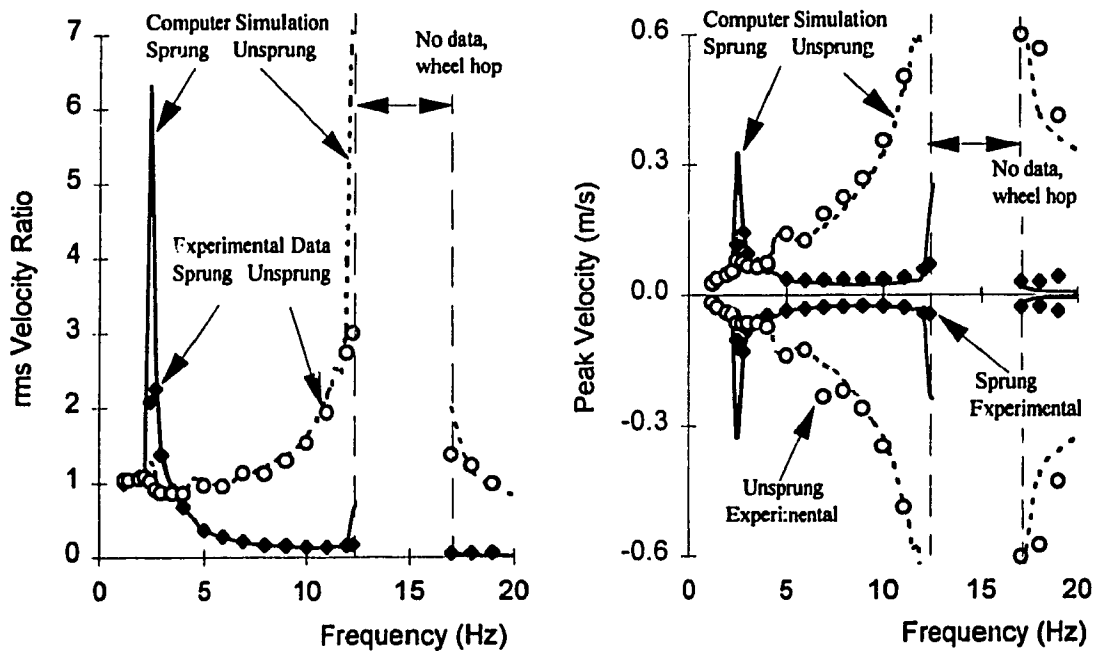 Computer Simulation
Sprung Unsprung
No data,
wheel hop
Experimental Data
Sprung Unsprung
rms Velocity Ratio
7
6
5
4
3
2
1
0
0
5
10
15
20
Frequency (Hz)
Computer Simulation
Sprung Unsprung
No data,
wheel hop
Sprung
Experimental
Unsprung
Experimental
Peak Velocity (m/s)
0.6
0.3
0.0
-0.3
-0.6
0
5
10
15
20
Frequency (Hz)